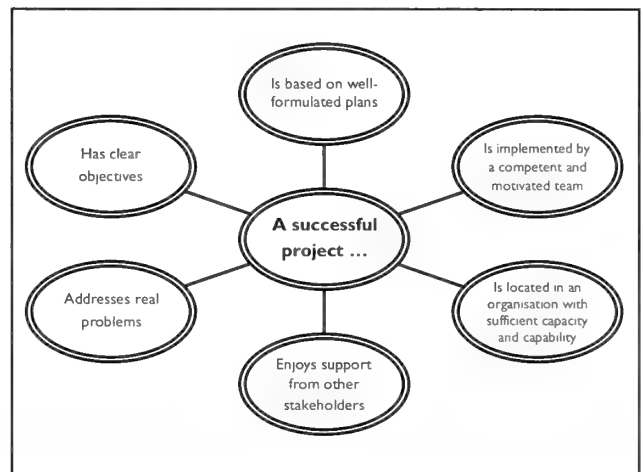 Is based on well-
formulated plans
Has clear
objectives
Is implemented by
a competent and
motivated team
A successful
project ...
Addresses real
problems
Is located in an
organisation with
sufficient capacity
and capability
Enjoys support
from other
stakeholders